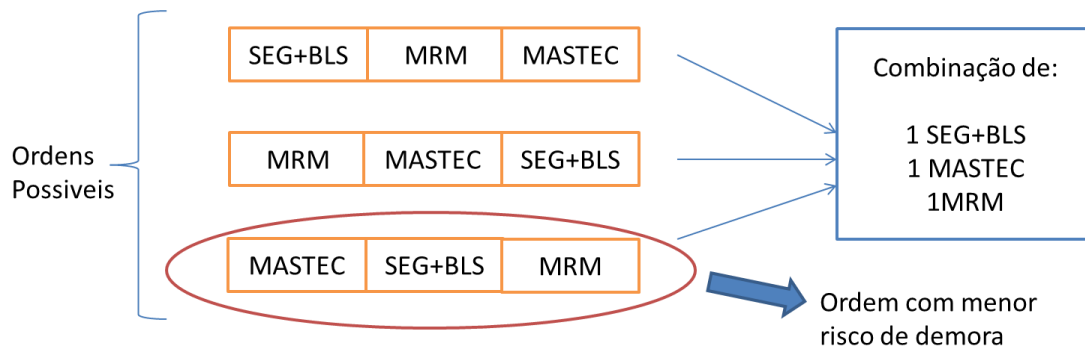 SEG+BLS MRM MASTEC
Combinação de:
1 SEG+BLS
1 MASTEC
1MRM
Ordens
Possiveis
MRM MASTEC SEG+BLS
MASTEC SEG+BLS MRM
Ordem com menor
risco de demora